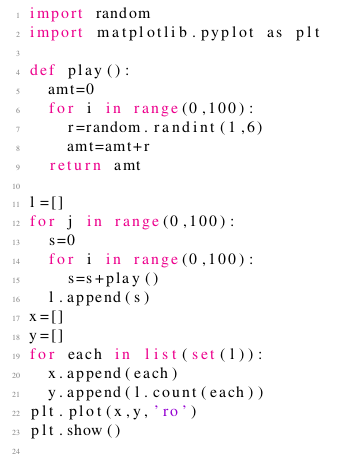 1 import random
2 import matplotlib.pyplot as plt
3
4 def play():
5   amt=0
6   for i in range(0,100):
7     r=random.randint(1,6)
8     amt=amt+r
9   return amt
10
11 l=[]
12 for j in range(0,100):
13   s=0
14   for i in range(0,100):
15     s=s+play()
16   l.append(s)
17 x=[]
18 y=[]
19 for each in list(set(l)):
20   x.append(each)
21   y.append(l.count(each))
22 plt.plot(x,y,'ro')
23 plt.show()
24